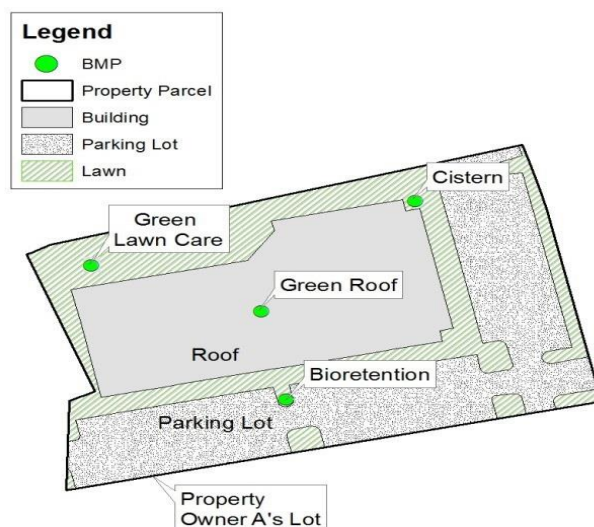 Legend
BMP
Property Parcel
Building
Parking Lot
Lawn
Cistern
Green
Lawn Care
Green Roof
Roof
Bioretention
Parking Lot
Property
Owner A's Lot